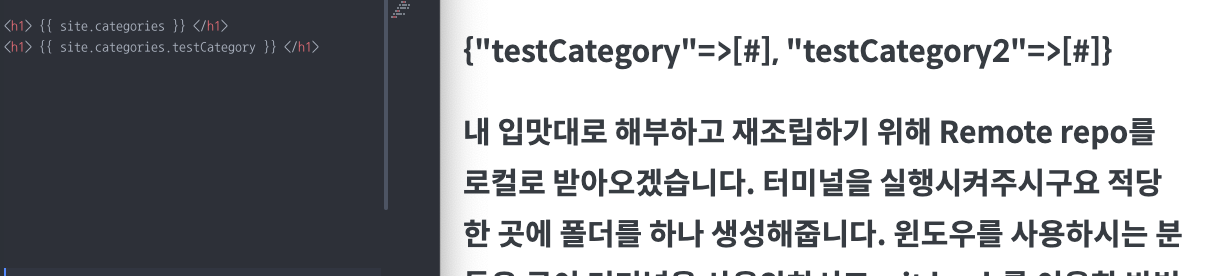 <h1> {{ site.categories }} </h1>
<h1> {{ site.categories.testCategory }} </h1>
{"testCategory"=>[#], "testCategory2"=>[#]}
내 입맛대로 해부하고 재조립하기 위해 Remote repo를
로컬로 받아오겠습니다. 터미널을 실행시켜주시구요 적당
한 곳에 폴더를 하나 생성해줍니다. 윈도우를 사용하시는 분